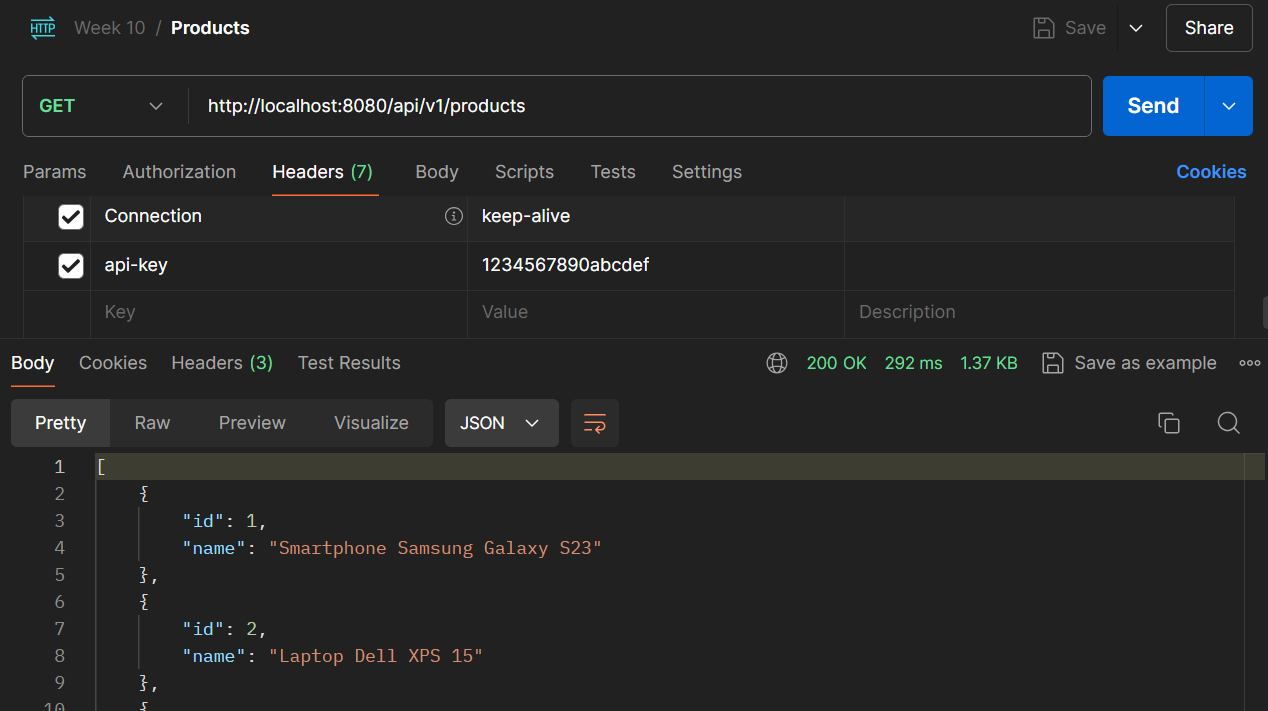 HTTP Week 10 / Products Save Share
GET http://localhost:8080/api/v1/products Send
Params Authorization Headers (7) Body Scripts Tests Settings Cookies
Connection keep-alive
api-key 1234567890abcdef
Key Value Description
Body Cookies Headers (3) Test Results 200 OK 292 ms 1.37 KB Save as example
Pretty Raw Preview Visualize JSON
1 [
2 {
3 "id": 1,
4 "name": "Smartphone Samsung Galaxy S23"
5 },
6 {
7 "id": 2,
8 "name": "Laptop Dell XPS 15"
9 },
10 {